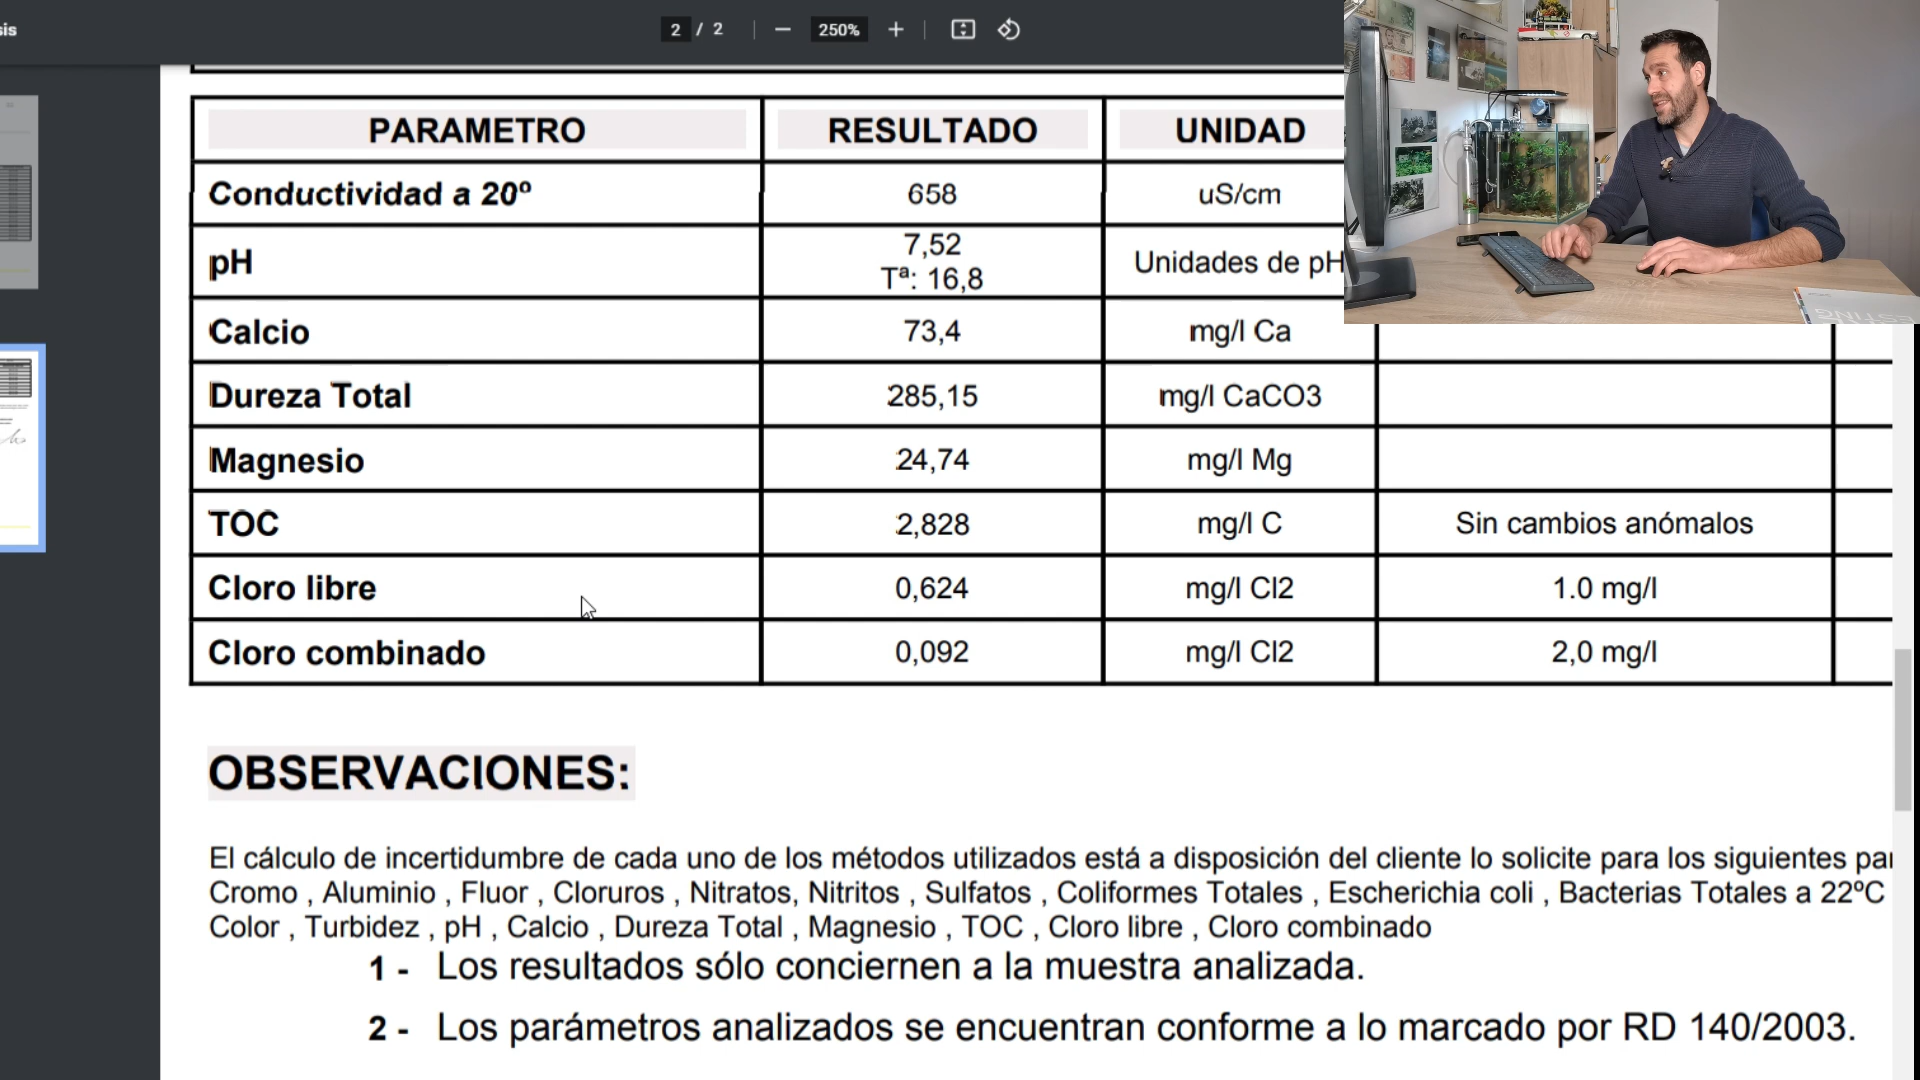 sis
2 / 2
250%
PARAMETRO RESULTADO UNIDAD
Conductividad a 20º 658 uS/cm
pH 7,52 Tª: 16,8 Unidades de pH
Calcio 73,4 mg/l Ca
Dureza Total 285,15 mg/l CaCO3
Magnesio 24,74 mg/l Mg
TOC 2,828 mg/l C Sin cambios anómalos
Cloro libre 0,624 mg/l Cl2 1.0 mg/l
Cloro combinado 0,092 mg/l Cl2 2,0 mg/l
OBSERVACIONES:
El cálculo de incertidumbre de cada uno de los métodos utilizados está a disposición del cliente lo solicite para los siguientes par
Cromo , Aluminio , Fluor , Cloruros , Nitratos, Nitritos , Sulfatos , Coliformes Totales , Escherichia coli , Bacterias Totales a 22ºC
Color , Turbidez , pH , Calcio , Dureza Total , Magnesio , TOC , Cloro libre , Cloro combinado
1 - Los resultados sólo conciernen a la muestra analizada.
2 - Los parámetros analizados se encuentran conforme a lo marcado por RD 140/2003.